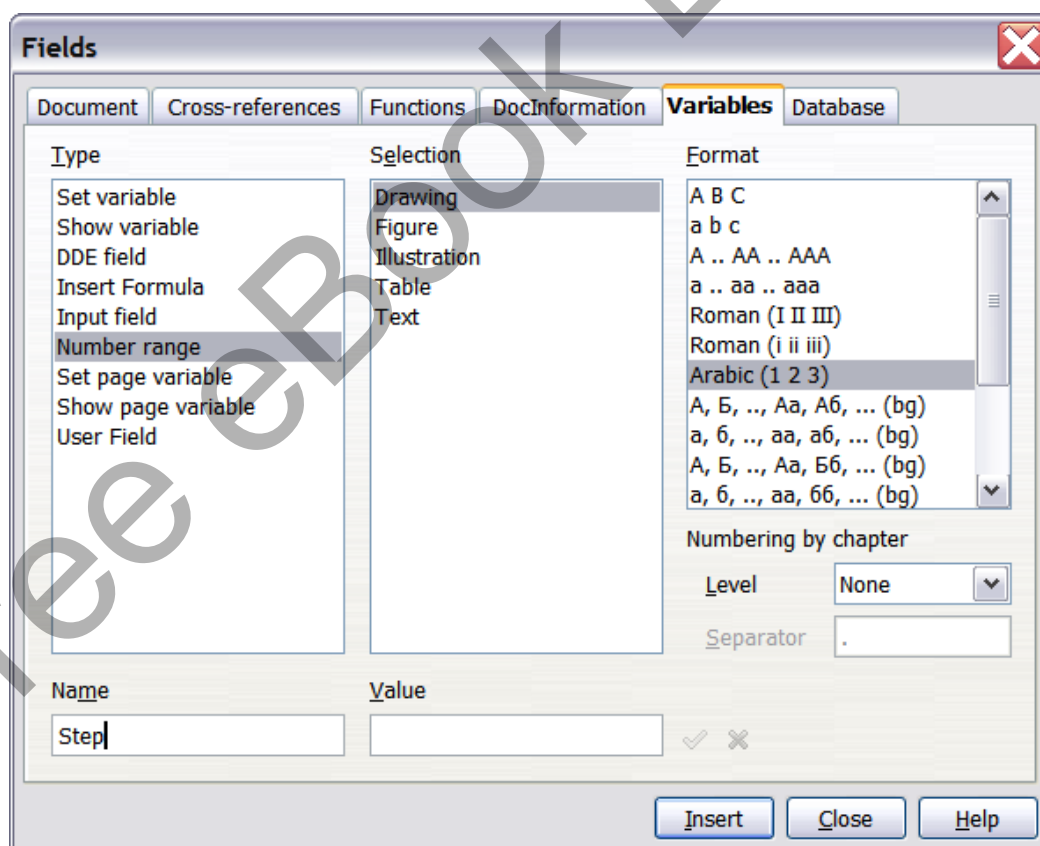 Fields
Document Cross-references Functions DocInformation Variables Database
Type
Set variable
Show variable
DDE field
Insert Formula
Input field
Number range
Set page variable
Show page variable
User Field
Selection
Drawing
Figure
Illustration
Table
Text
Format
A B C
a b c
A .. AA .. AAA
a .. aa .. aaa
Roman (I II III)
Roman (i ii iii)
Arabic (1 2 3)
А, Б, .., Аа, Аб, ... (bg)
а, б, .., аа, аб, ... (bg)
А, Б, .., Аа, Бб, ... (bg)
а, б, .., аа, бб, ... (bg)
Numbering by chapter
Level None
Separator .
Name
Step
Value
Insert Close Help
ee eBook